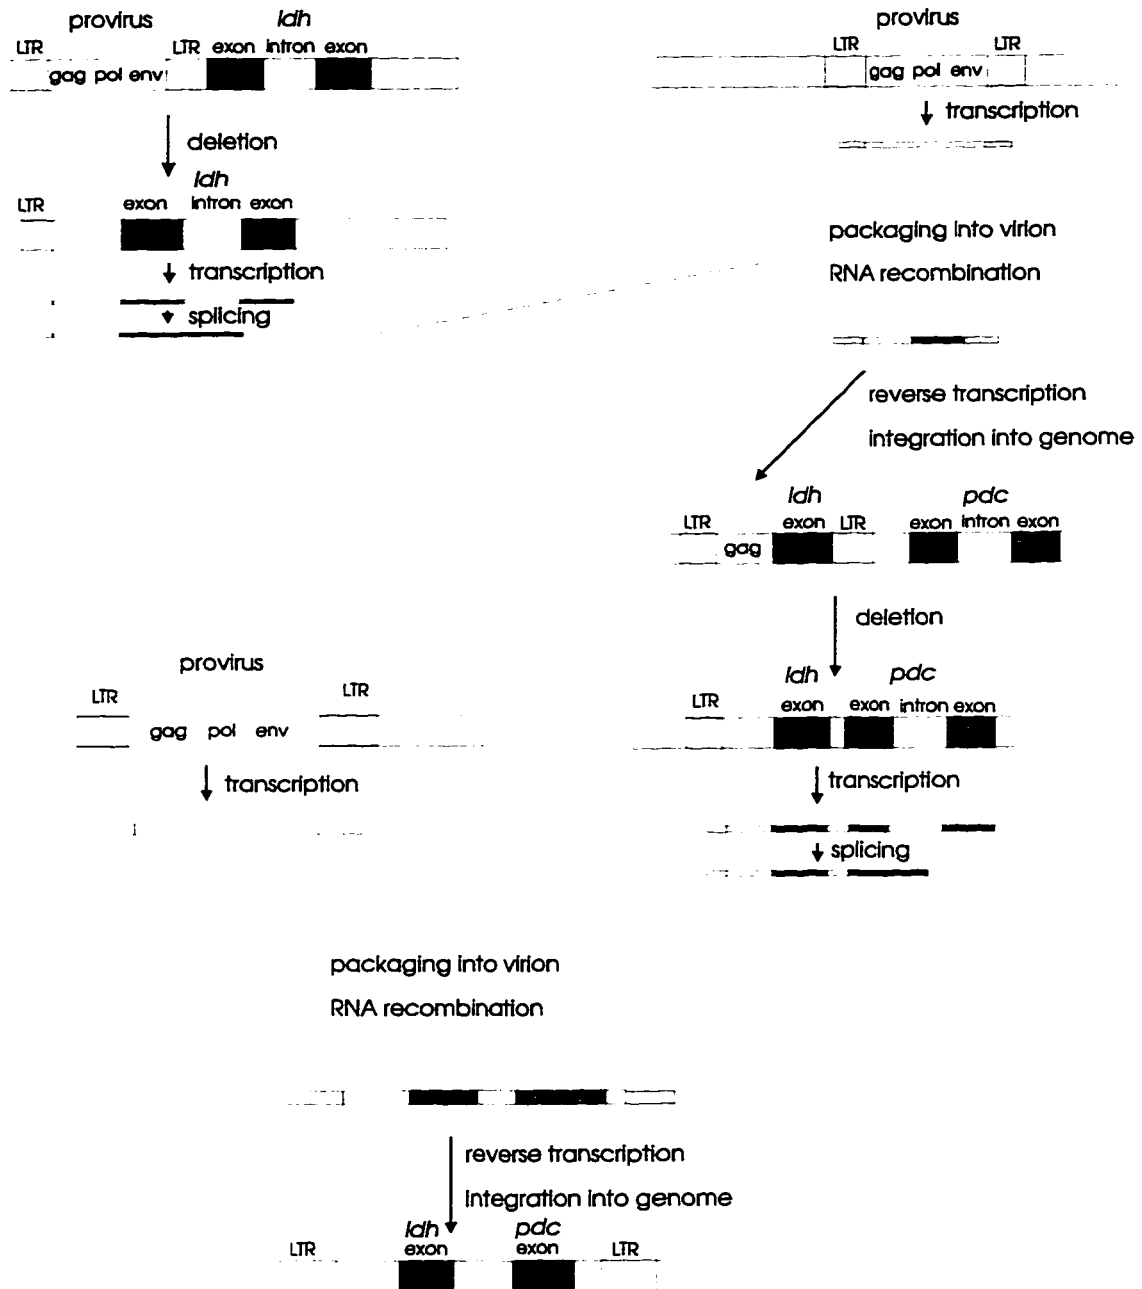 provirus ldh
LTR LTR exon intron exon
gag pol env
deletion
ldh
LTR exon intron exon
transcription
splicing
provirus
LTR LTR
gag pol env
transcription
packaging into virion
RNA recombination
reverse transcription
integration into genome
ldh pdc
LTR exon LTR exon intron exon
gag
deletion
ldh pdc
LTR exon exon intron exon
transcription
splicing
provirus
LTR LTR
gag pol env
transcription
packaging into virion
RNA recombination
reverse transcription
integration into genome
ldh pdc
LTR exon exon LTR